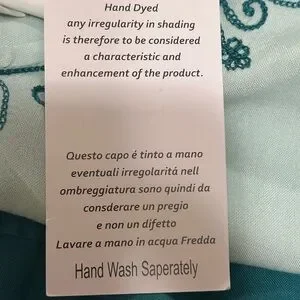 Hand Dyed
any irregularity in shading
is therefore to be considered
a characteristic and
enhancement of the product.
Questo capo é tinto a mano
eventuali irregolaritá nell
ombreggiatura sono quindi da
consderare un pregio
e non un difetto
Lavare a mano in acqua Fredda
Hand Wash Saperately